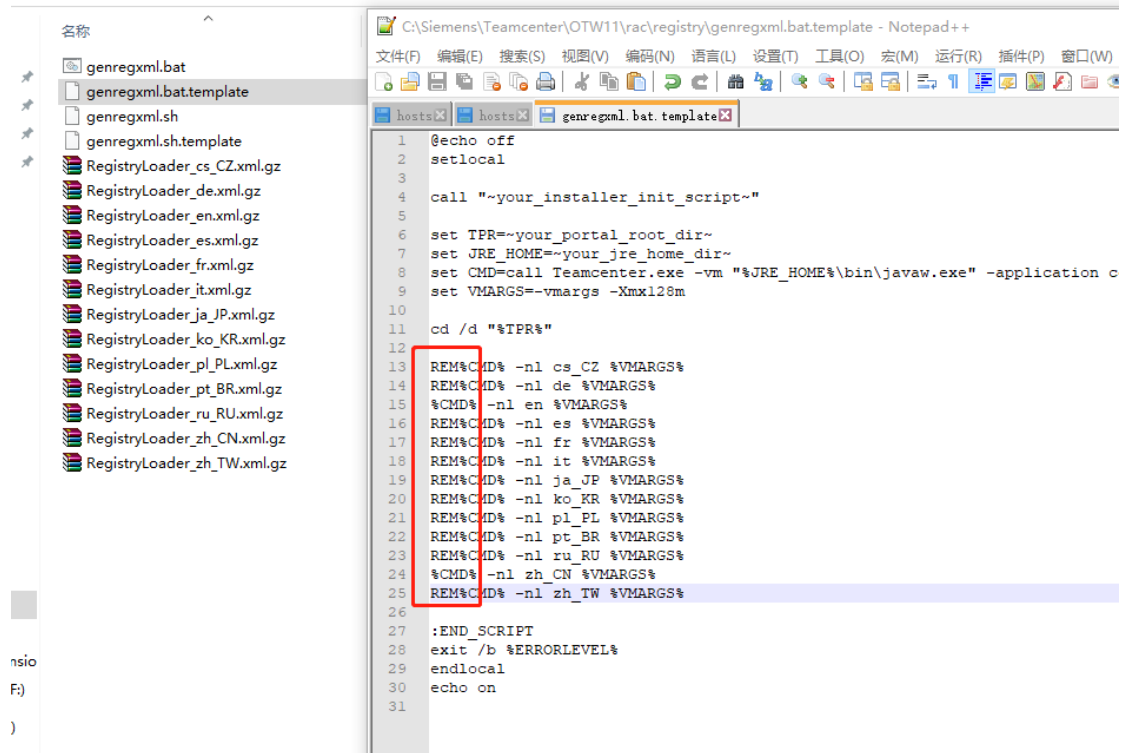 名称
genregxml.bat
genregxml.bat.template
genregxml.sh
genregxml.sh.template
RegistryLoader_cs_CZ.xml.gz
RegistryLoader_de.xml.gz
RegistryLoader_en.xml.gz
RegistryLoader_es.xml.gz
RegistryLoader_fr.xml.gz
RegistryLoader_it.xml.gz
RegistryLoader_ja_JP.xml.gz
RegistryLoader_ko_KR.xml.gz
RegistryLoader_pl_PL.xml.gz
RegistryLoader_pt_BR.xml.gz
RegistryLoader_ru_RU.xml.gz
RegistryLoader_zh_CN.xml.gz
RegistryLoader_zh_TW.xml.gz
nsio
F:)
)
C:\Siemens\Teamcenter\OTW11\rac\registry\genregxml.bat.template - Notepad++
文件(F) 编辑(E) 搜索(S) 视图(V) 编码(N) 语言(L) 设置(T) 工具(O) 宏(M) 运行(R) 插件(P) 窗口(W)
hosts hosts genregxml.bat.template
1 @echo off
2 setlocal
3
4 call "~your_installer_init_script~"
5
6 set TPR=~your_portal_root_dir~
7 set JRE_HOME=~your_jre_home_dir~
8 set CMD=call Teamcenter.exe -vm "%JRE_HOME%\bin\javaw.exe" -application c
9 set VMARGS=-vmargs -Xmx128m
10
11 cd /d "%TPR%"
12
13 REM%CMD% -nl cs_CZ %VMARGS%
14 REM%CMD% -nl de %VMARGS%
15 %CMD% -nl en %VMARGS%
16 REM%CMD% -nl es %VMARGS%
17 REM%CMD% -nl fr %VMARGS%
18 REM%CMD% -nl it %VMARGS%
19 REM%CMD% -nl ja_JP %VMARGS%
20 REM%CMD% -nl ko_KR %VMARGS%
21 REM%CMD% -nl pl_PL %VMARGS%
22 REM%CMD% -nl pt_BR %VMARGS%
23 REM%CMD% -nl ru_RU %VMARGS%
24 %CMD% -nl zh_CN %VMARGS%
25 REM%CMD% -nl zh_TW %VMARGS%
26
27 :END_SCRIPT
28 exit /b %ERRORLEVEL%
29 endlocal
30 echo on
31